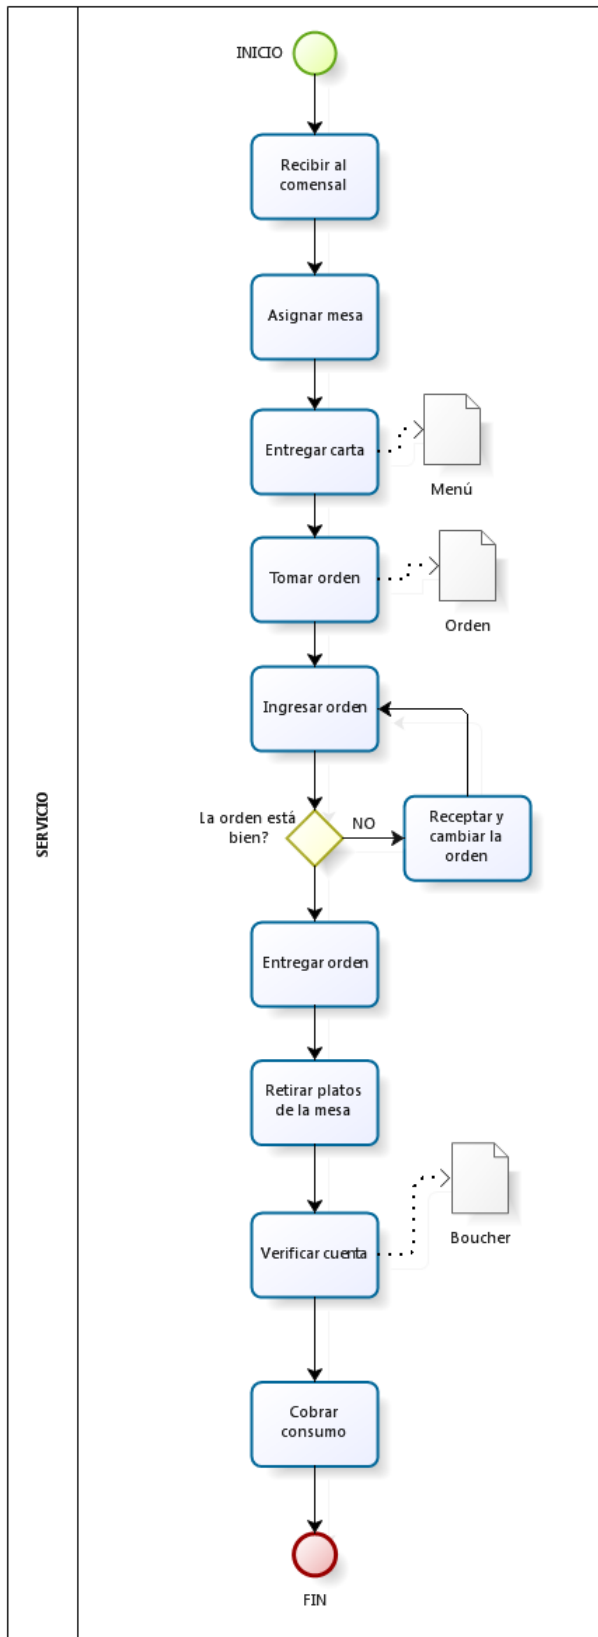 INICIO
Recibir al
comensal
Asignar mesa
Entregar carta
Menú
Tomar orden
Orden
Ingresar orden
La orden está
bien?
NO
Receptar y
cambiar la
orden
SERVICIO
Entregar orden
Retirar platos
de la mesa
Verificar cuenta
Boucher
Cobrar
consumo
FIN